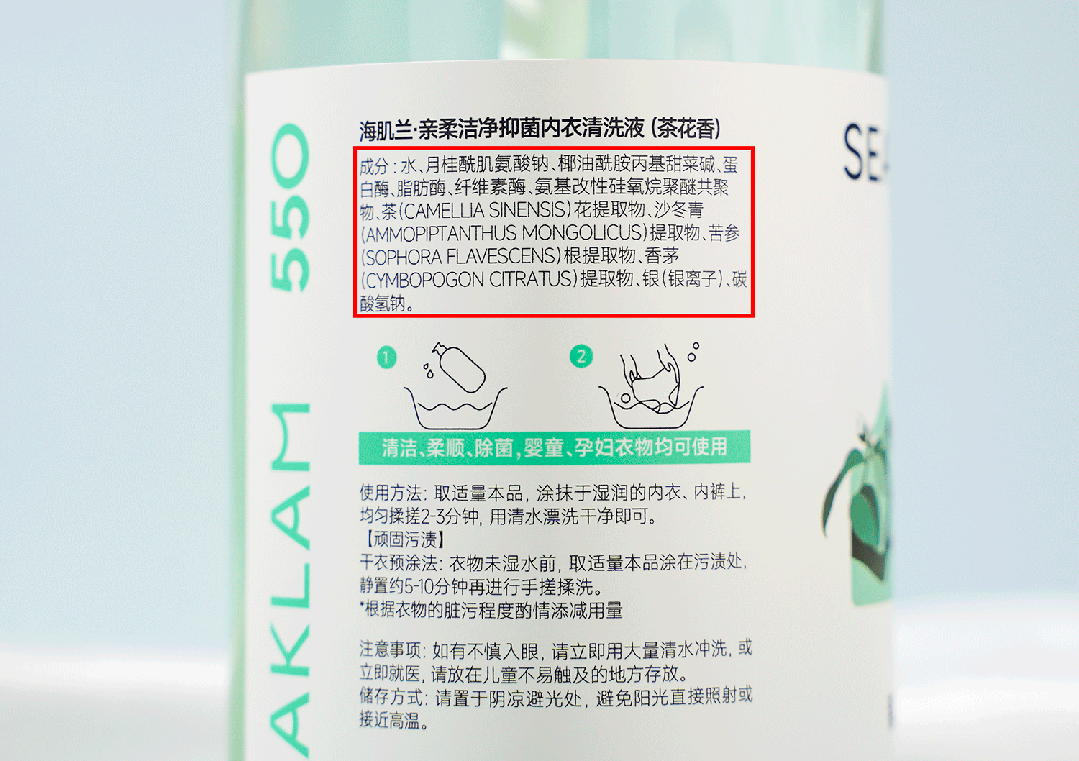 海肌兰·亲柔洁净抑菌内衣清洗液(茶花香)
成分:水、月桂酰肌氨酸钠、椰油酰胺丙基甜菜碱、蛋
白酶、脂肪酶、纤维素酶、氨基改性硅氧烷聚醚共聚
物、茶(CAMELLIA SINENSIS)花提取物、沙冬青
(AMMOPIPTANTHUS MONGOLICUS)提取物、苦参
(SOPHORA FLAVESCENS)根提取物、香茅
(CYMBOPOGON CITRATUS)提取物、银(银离子)、碳
酸氢钠。
1
2
清洁、柔顺、除菌,婴童、孕妇衣物均可使用
使用方法: 取适量本品, 涂抹于湿润的内衣、内裤上,
均匀揉搓2-3分钟, 用清水漂洗干净即可。
【顽固污渍】
干衣预涂法: 衣物未湿水前, 取适量本品涂在污渍处,
静置约5-10分钟再进行手搓揉洗。
*根据衣物的脏污程度酌情添减用量
注意事项: 如有不慎入眼, 请立即用大量清水冲洗, 或
立即就医, 请放在儿童不易触及的地方存放。
储存方式: 请置于阴凉避光处, 避免阳光直接照射或
接近高温。
AKLAM 550
SEA